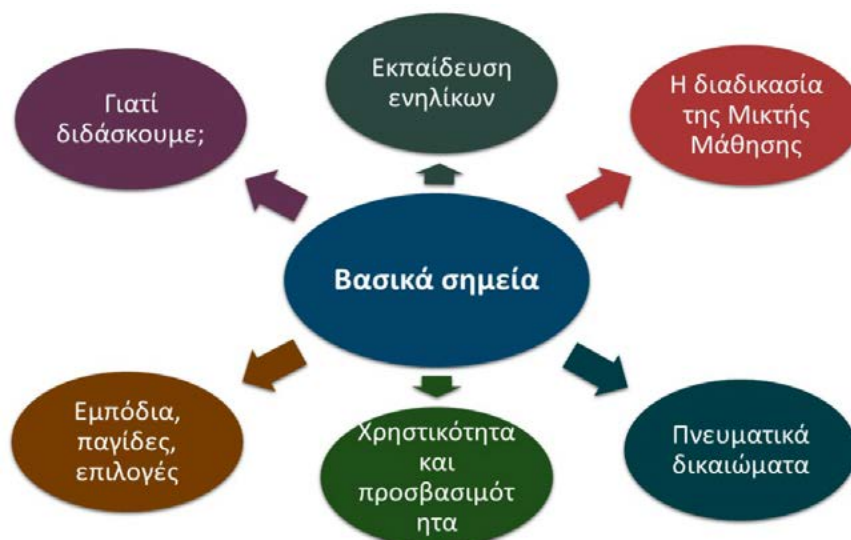 Γιατί
διδάσκουμε;
Εκπαίδευση
ενηλίκων
Η διαδικασία
της Μικτής
Μάθησης
Βασικά σημεία
Εμπόδια,
παγίδες,
επιλογές
Χρηστικότητα
και
προσβασιμότ
ητα
Πνευματικά
δικαιώματα